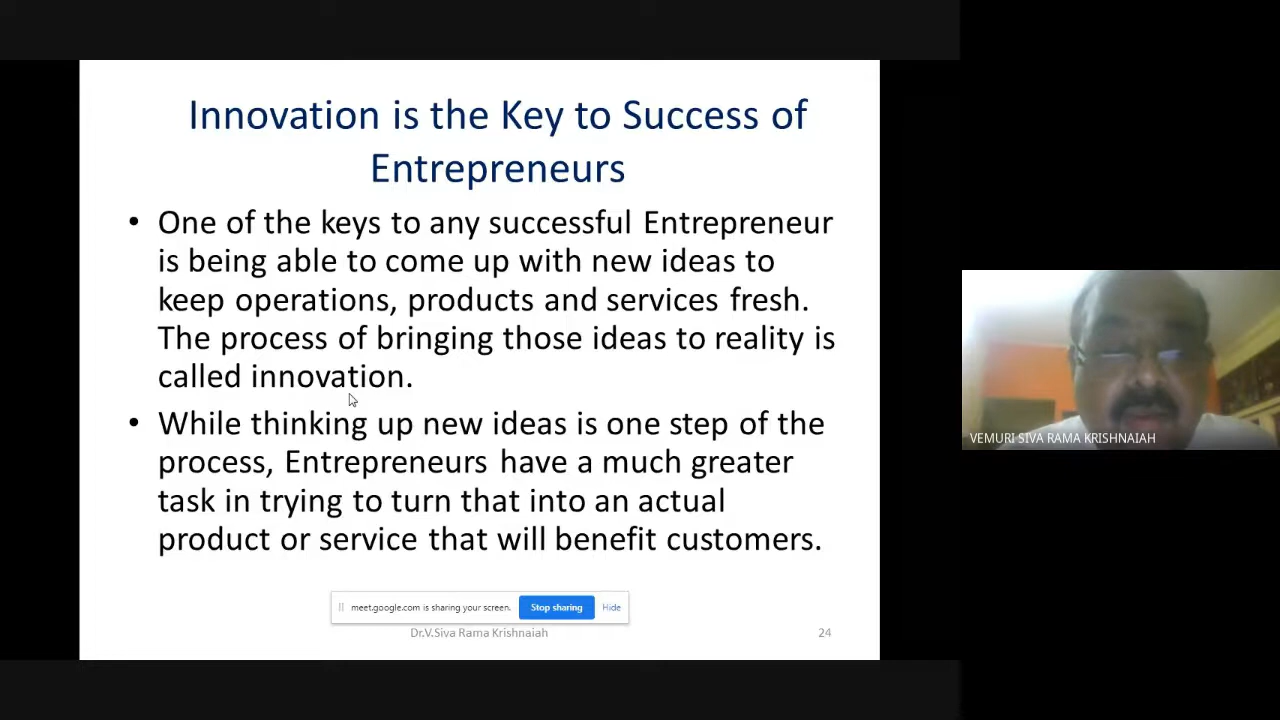 Innovation is the Key to Success of
Entrepreneurs
• One of the keys to any successful Entrepreneur
is being able to come up with new ideas to
keep operations, products and services fresh.
The process of bringing those ideas to reality is
called innovation.
• While thinking up new ideas is one step of the
process, Entrepreneurs have a much greater
task in trying to turn that into an actual
product or service that will benefit customers.
meet.google.com is sharing your screen. Stop sharing Hide
Dr.V.Siva Rama Krishnaiah 24
VEMURI SIVA RAMA KRISHNAIAH